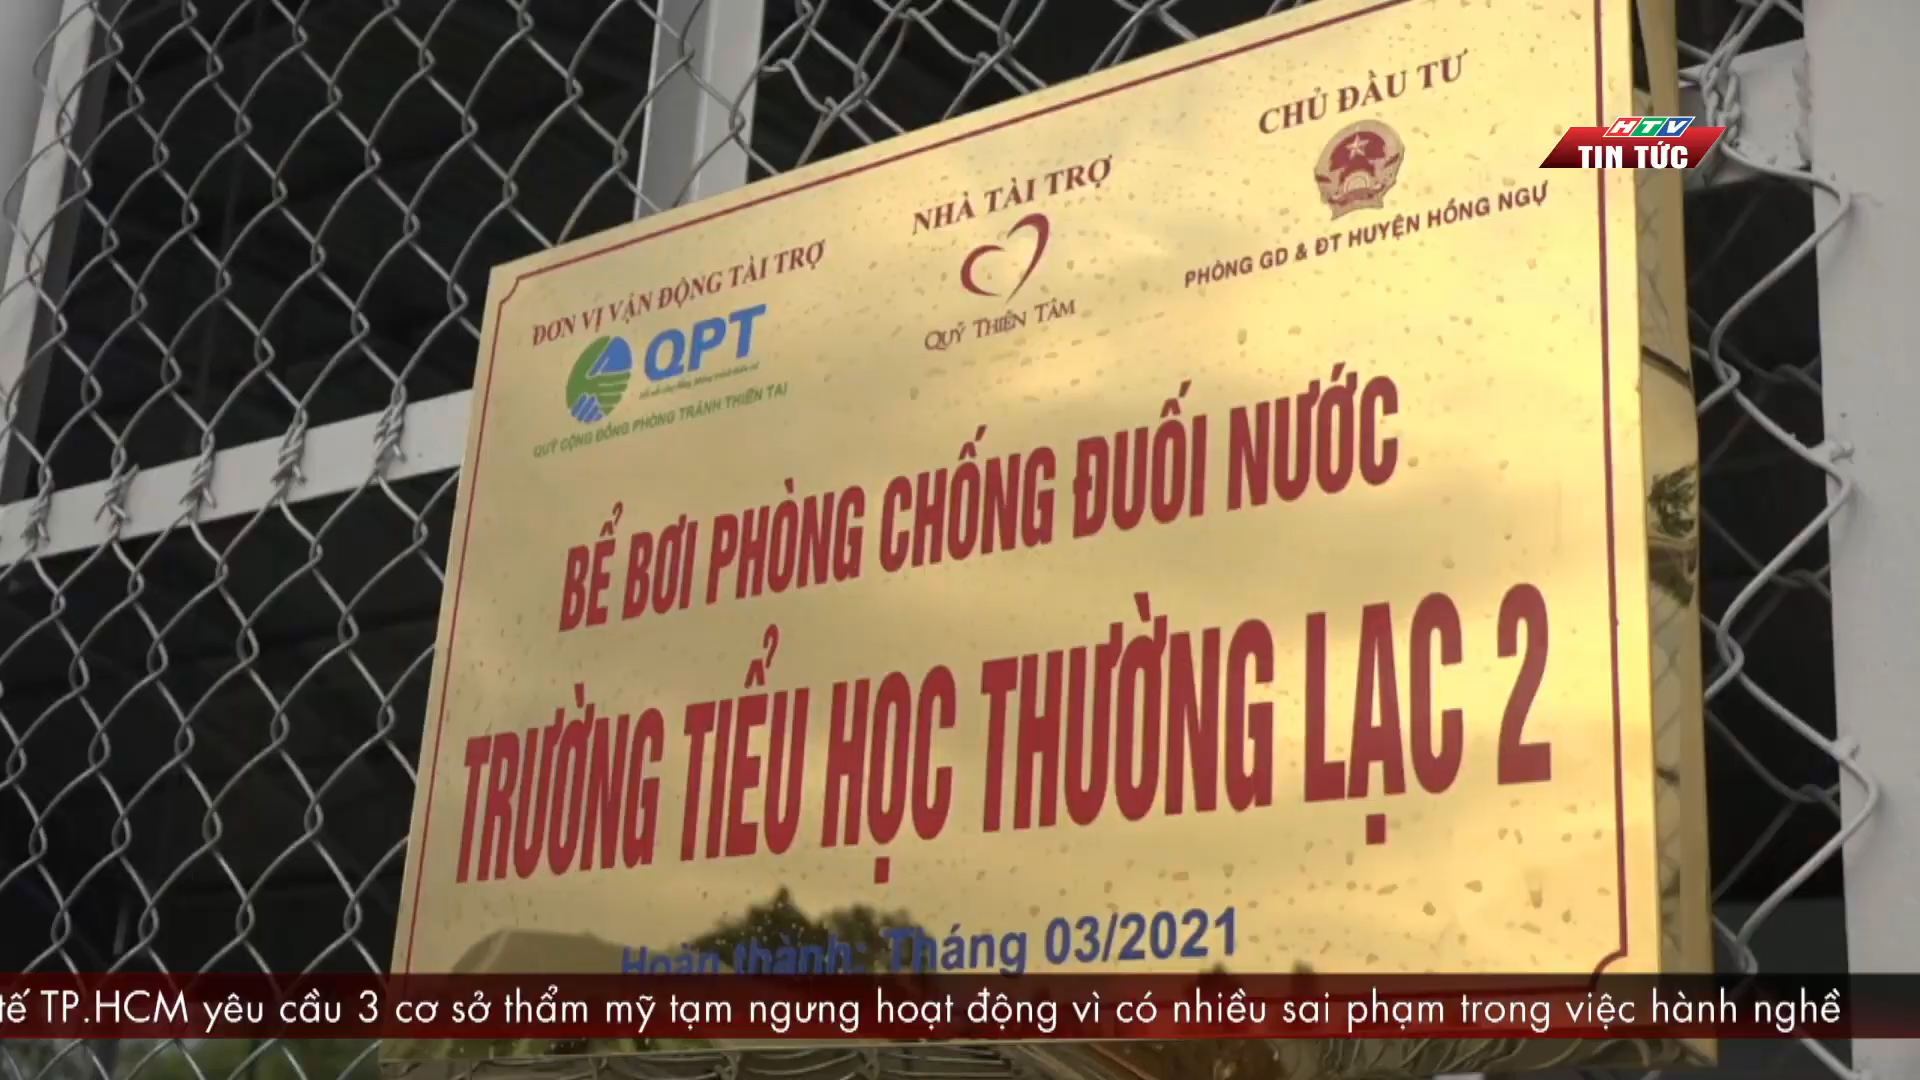 HTV
TIN TỨC
ĐƠN VỊ VẬN ĐỘNG TÀI TRỢ
QPT
QUỸ CỘNG ĐỒNG PHÒNG TRÁNH THIÊN TAI
NHÀ TÀI TRỢ
QUỸ THIỆN TÂM
CHỦ ĐẦU TƯ
PHÒNG GD & ĐT HUYỆN HỒNG NGỰ
BỂ BƠI PHÒNG CHỐNG ĐUỐI NƯỚC
TRƯỜNG TIỂU HỌC THƯỜNG LẠC 2
Hoàn thành: Tháng 03/2021
tế TP.HCM yêu cầu 3 cơ sở thẩm mỹ tạm ngưng hoạt động vì có nhiều sai phạm trong việc hành nghề